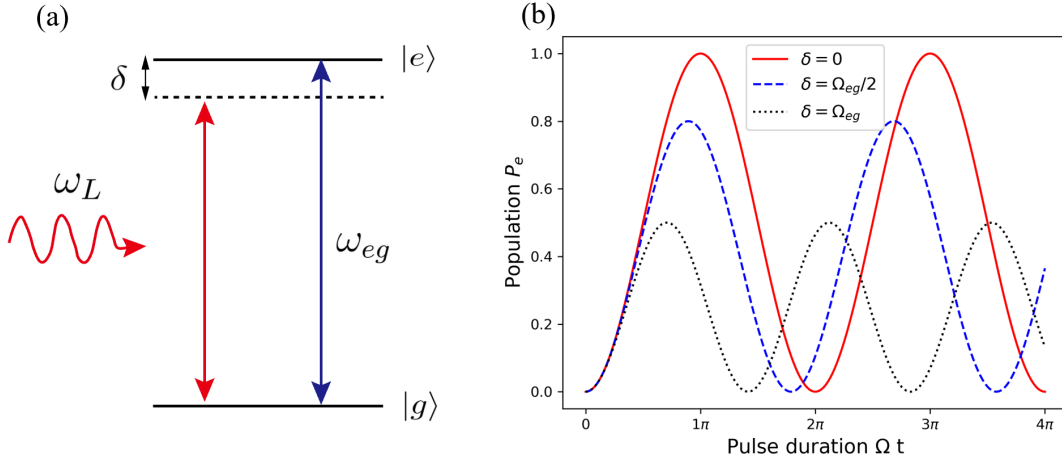 (a)
|e⟩
δ
ω_L
ω_eg
|g⟩
(b)
Population P_e
1.0
0.8
0.6
0.4
0.2
0.0
δ = 0
δ = Ω_eg/2
δ = Ω_eg
0 1π 2π 3π 4π
Pulse duration Ω t